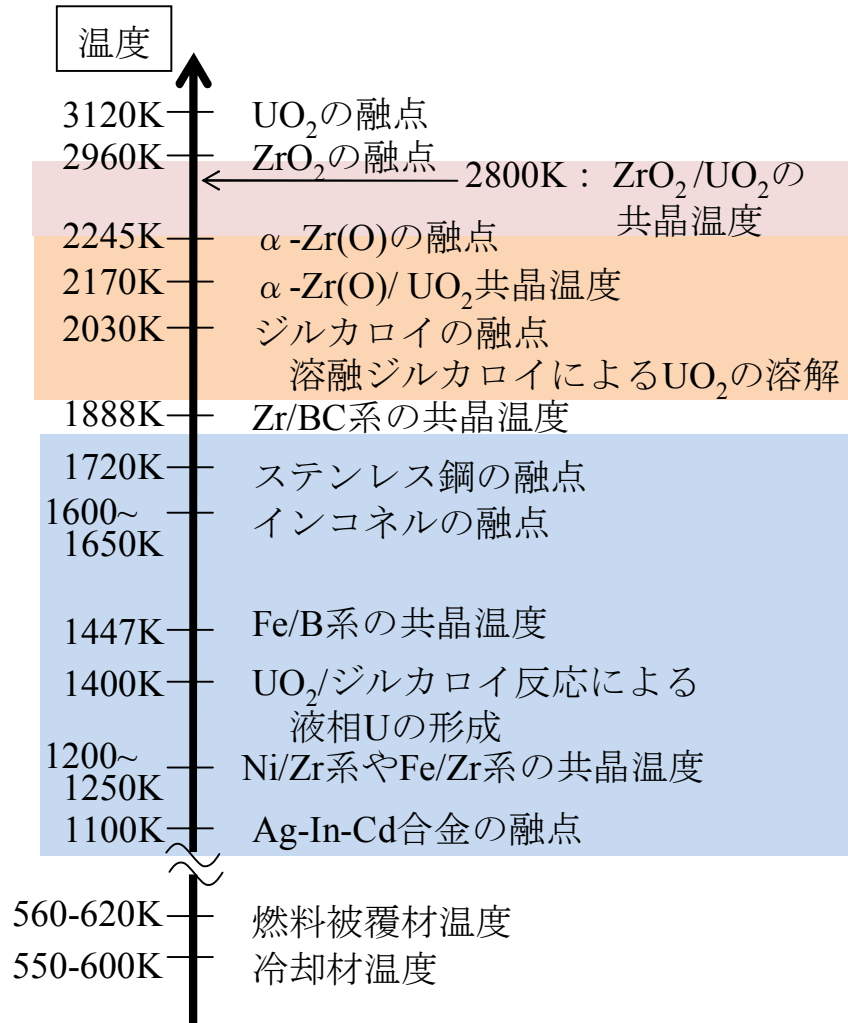 温度
3120K UO₂の融点
2960K ZrO₂の融点
2800K： ZrO₂/UO₂の
共晶温度
2245K α-Zr(O)の融点
2170K α-Zr(O)/ UO₂共晶温度
2030K ジルカロイの融点
溶融ジルカロイによるUO₂の溶解
1888K Zr/BC系の共晶温度
1720K ステンレス鋼の融点
1600~ インコネルの融点
1650K
1447K Fe/B系の共晶温度
1400K UO₂/ジルカロイ反応による
液相Uの形成
1200~ Ni/Zr系やFe/Zr系の共晶温度
1250K
1100K Ag-In-Cd合金の融点
560-620K 燃料被覆材温度
550-600K 冷却材温度